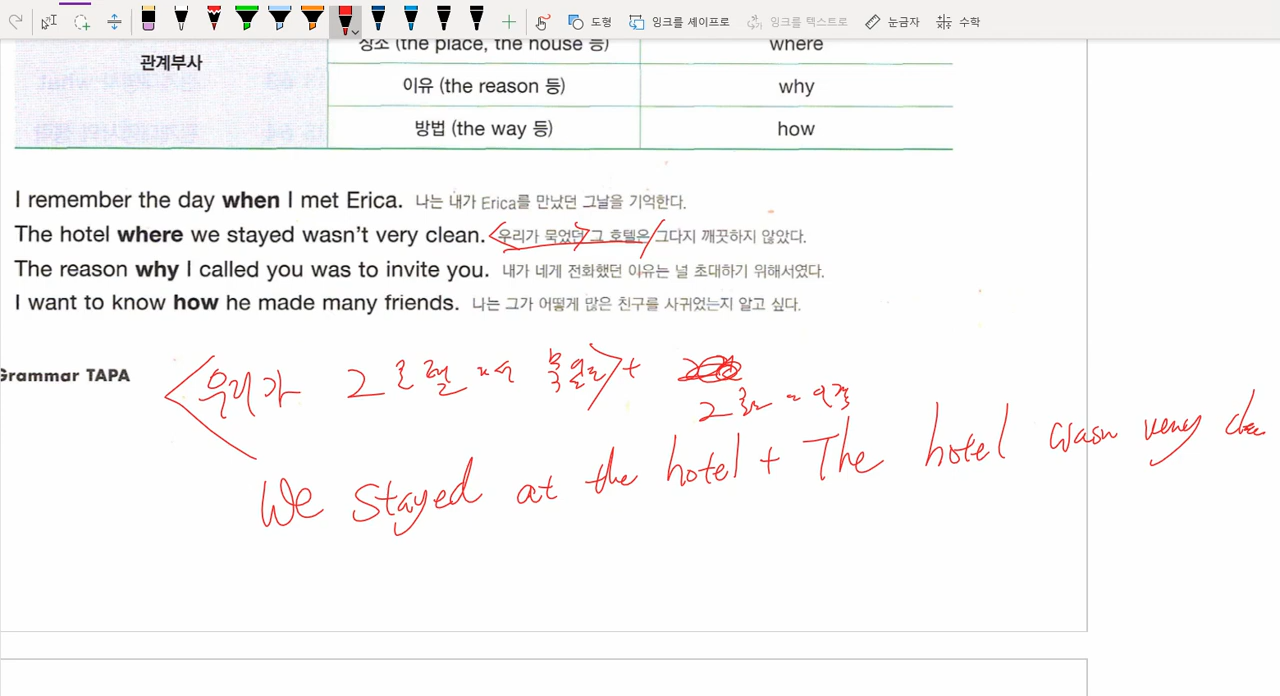 도형 잉크를 셰이프로 잉크를 텍스트로 눈금자 수학
관계부사
장소 (the place, the house 등) where
이유 (the reason 등) why
방법 (the way 등) how
I remember the day when I met Erica. 나는 내가 Erica를 만났던 그날을 기억한다.
The hotel where we stayed wasn't very clean. 우리가 묵었던 그 호텔은 그다지 깨끗하지 않았다.
The reason why I called you was to invite you. 내가 네게 전화했던 이유는 널 초대하기 위해서였다.
I want to know how he made many friends. 나는 그가 어떻게 많은 친구를 사귀었는지 알고 싶다.
Grammar TAPA
우리가 그 +
We stayed at the hotel + The hotel wasn very